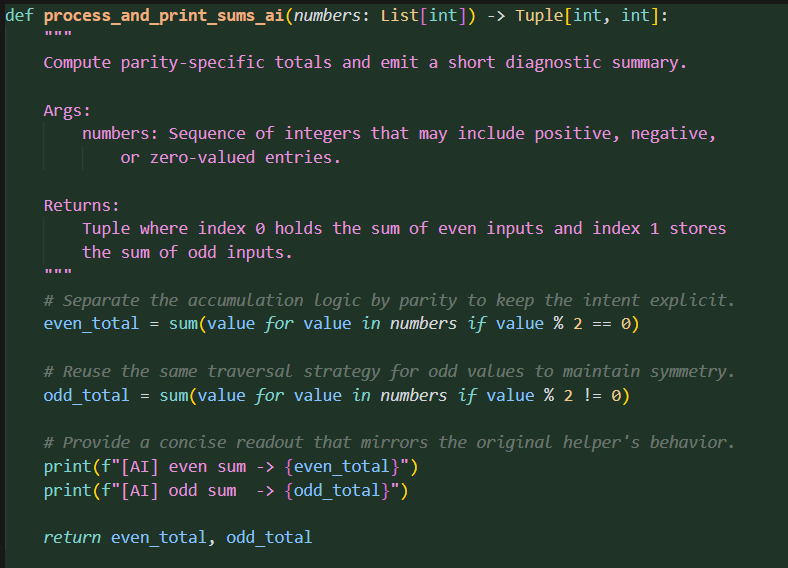 def process_and_print_sums_ai(numbers: List[int]) -> Tuple[int, int]:
    """
    Compute parity-specific totals and emit a short diagnostic summary.

    Args:
        numbers: Sequence of integers that may include positive, negative,
            or zero-valued entries.

    Returns:
        Tuple where index 0 holds the sum of even inputs and index 1 stores
        the sum of odd inputs.
    """
    # Separate the accumulation logic by parity to keep the intent explicit.
    even_total = sum(value for value in numbers if value % 2 == 0)

    # Reuse the same traversal strategy for odd values to maintain symmetry.
    odd_total = sum(value for value in numbers if value % 2 != 0)

    # Provide a concise readout that mirrors the original helper's behavior.
    print(f"[AI] even sum -> {even_total}")
    print(f"[AI] odd sum  -> {odd_total}")

    return even_total, odd_total